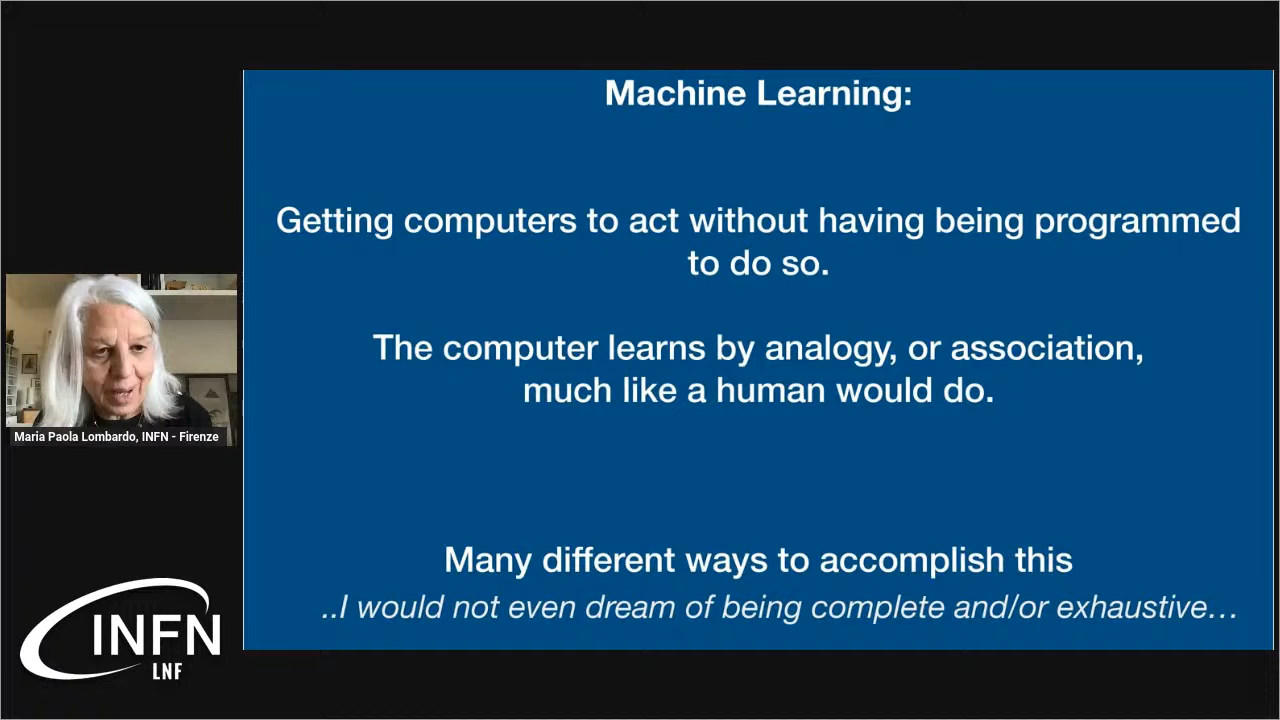 Machine Learning:
Getting computers to act without having being programmed
to do so.
The computer learns by analogy, or association,
much like a human would do.
Many different ways to accomplish this
..I would not even dream of being complete and/or exhaustive…
Maria Paola Lombardo, INFN - Firenze
INFN
LNF